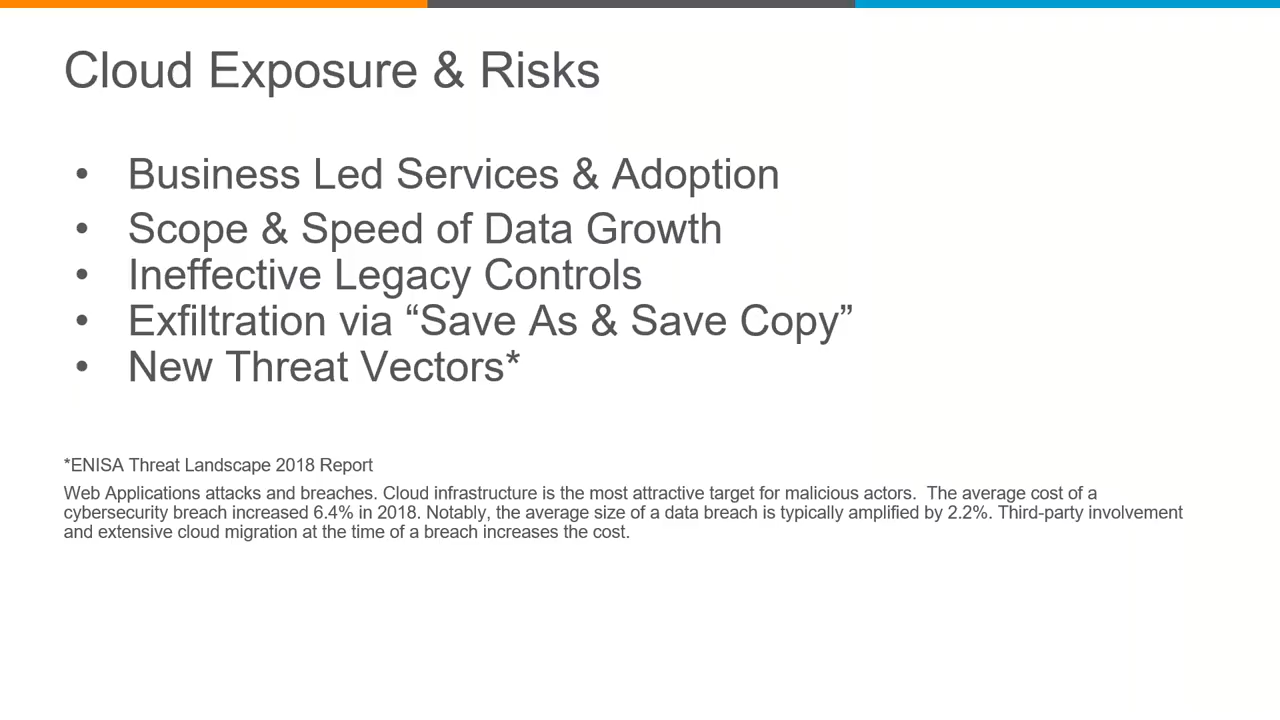 Cloud Exposure & Risks
• Business Led Services & Adoption
• Scope & Speed of Data Growth
• Ineffective Legacy Controls
• Exfiltration via “Save As & Save Copy”
• New Threat Vectors*
*ENISA Threat Landscape 2018 Report
Web Applications attacks and breaches. Cloud infrastructure is the most attractive target for malicious actors.  The average cost of a
cybersecurity breach increased 6.4% in 2018. Notably, the average size of a data breach is typically amplified by 2.2%. Third-party involvement
and extensive cloud migration at the time of a breach increases the cost.